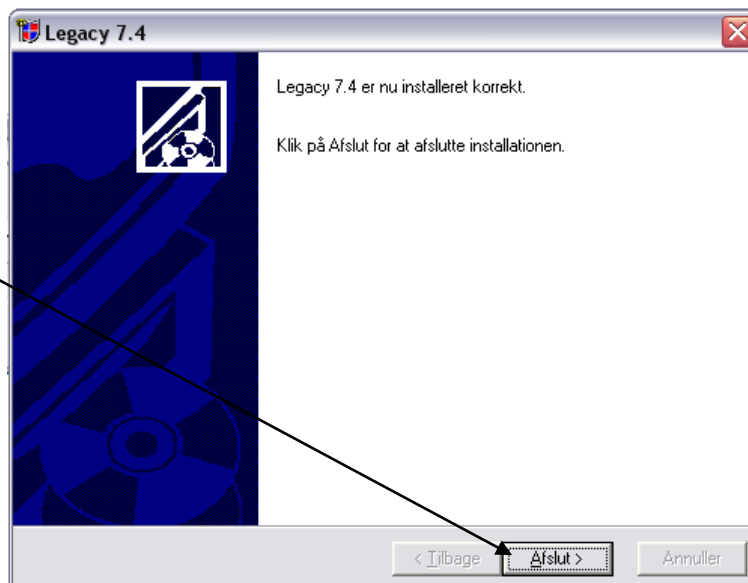 Legacy 7.4
Legacy 7.4 er nu installeret korrekt.
Klik på Afslut for at afslutte installationen.
< Tilbage
Afslut >
Annuller